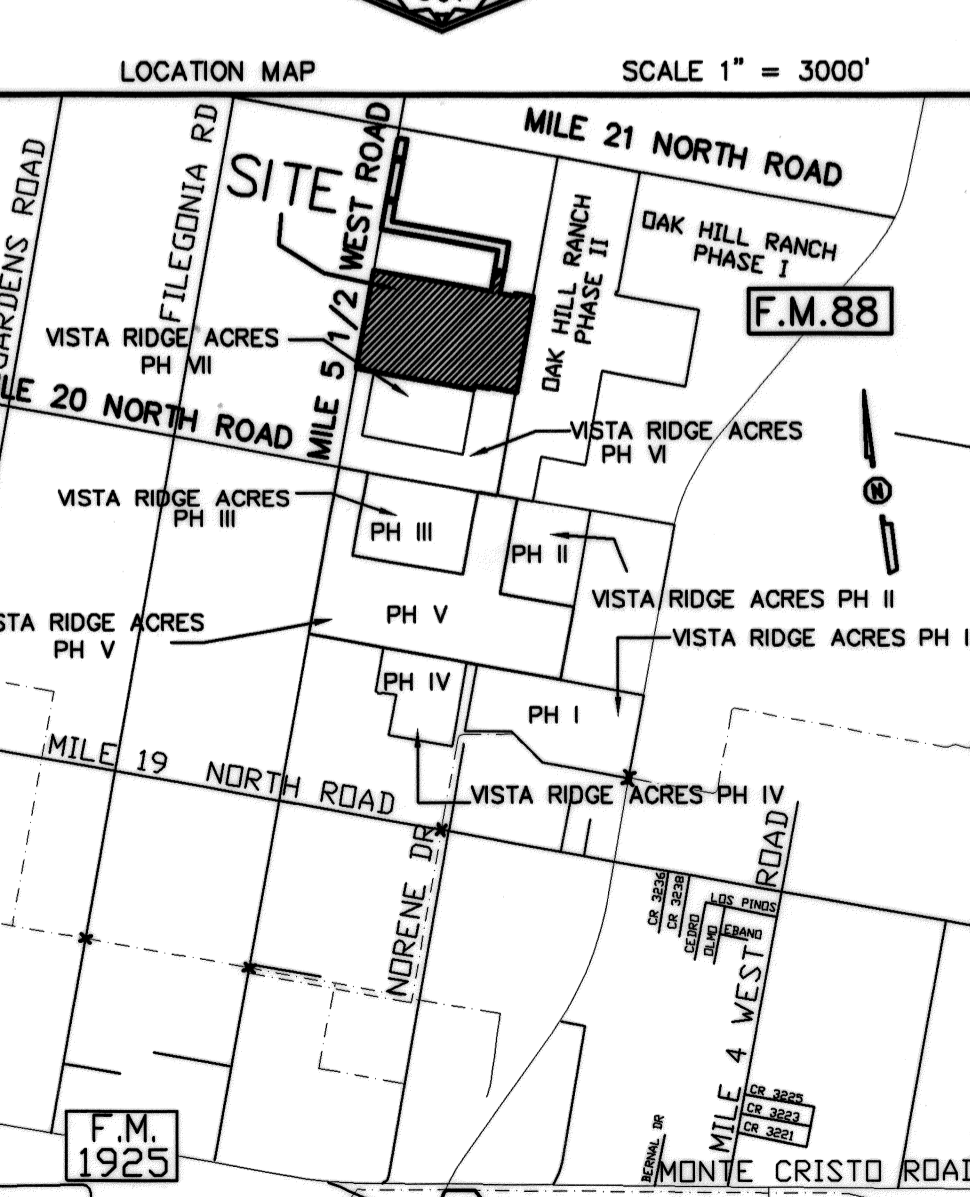 LOCATION MAP
SCALE 1" = 3000'
MILE 21 NORTH ROAD
FILEGONIA RD
GARDENS ROAD
SITE
MILE 5 1/2 WEST ROAD
OAK HILL RANCH
PHASE II
OAK HILL RANCH
PHASE I
F.M.88
VISTA RIDGE ACRES
PH VII
20 NORTH ROAD
VISTA RIDGE ACRES
PH VI
N
VISTA RIDGE ACRES
PH III
PH III
PH II
VISTA RIDGE ACRES PH II
STA RIDGE ACRES
PH V
PH V
VISTA RIDGE ACRES PH I
PH IV
PH I
MILE 19 NORTH ROAD
VISTA RIDGE ACRES PH IV
NORENE DR
MILE 4 WEST ROAD
CR 3236
CR 3238
CEDRO
OLMO
LOS PINOS
EBANO
CR 3225
CR 3223
CR 3221
BERNAL DR
F.M.
1925
MONTE CRISTO ROAD